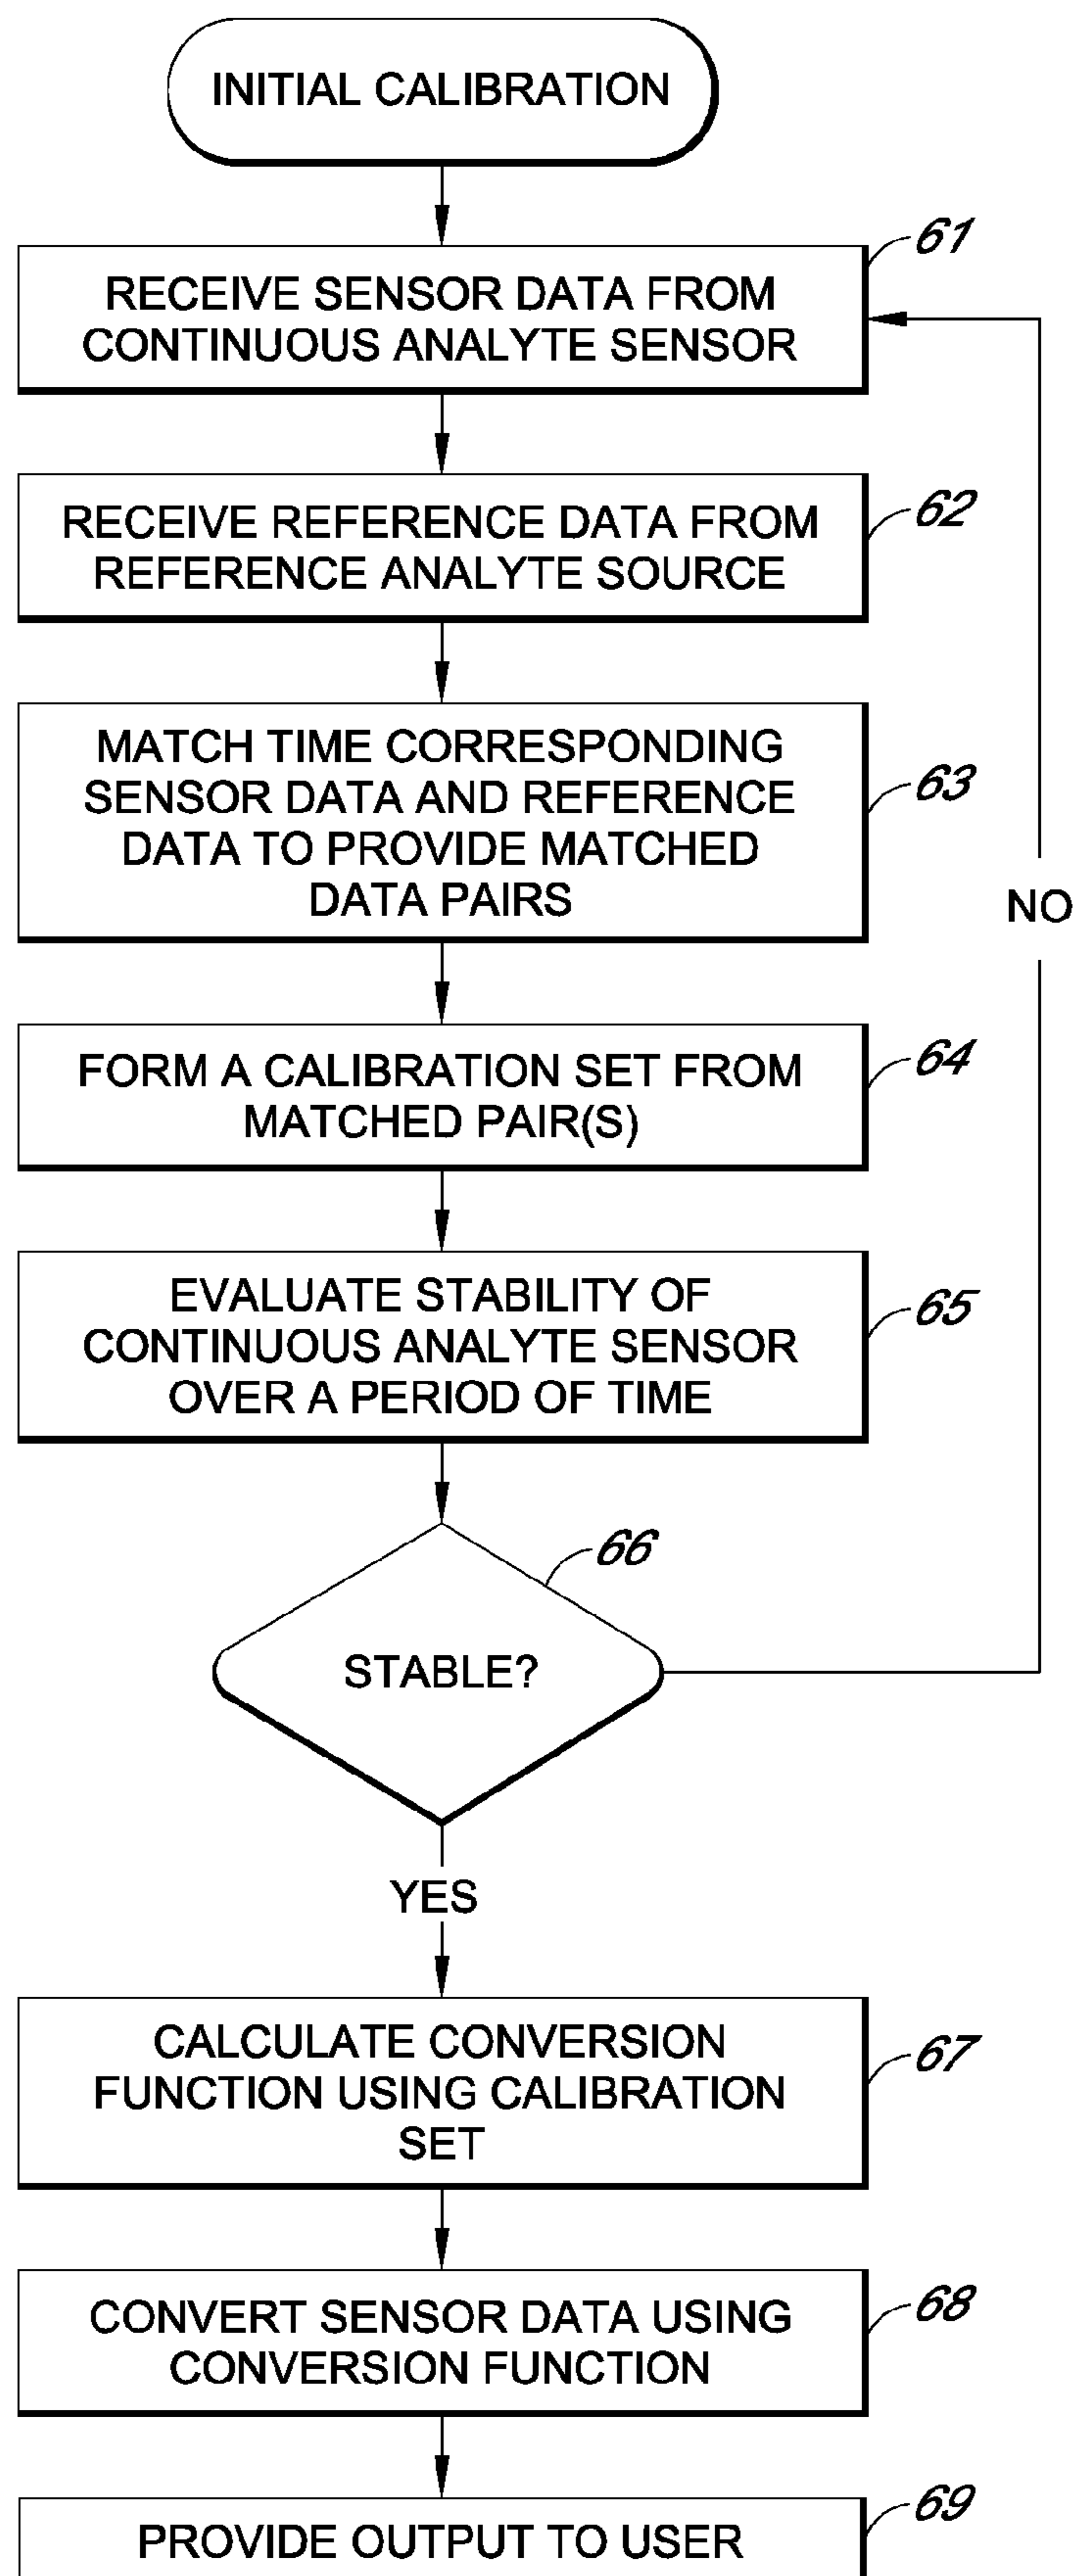 INITIAL CALIBRATION
61
RECEIVE SENSOR DATA FROM
CONTINUOUS ANALYTE SENSOR
62
RECEIVE REFERENCE DATA FROM
REFERENCE ANALYTE SOURCE
63
MATCH TIME CORRESPONDING
SENSOR DATA AND REFERENCE
DATA TO PROVIDE MATCHED
DATA PAIRS
NO
64
FORM A CALIBRATION SET FROM
MATCHED PAIR(S)
65
EVALUATE STABILITY OF
CONTINUOUS ANALYTE SENSOR
OVER A PERIOD OF TIME
66
STABLE?
YES
67
CALCULATE CONVERSION
FUNCTION USING CALIBRATION
SET
68
CONVERT SENSOR DATA USING
CONVERSION FUNCTION
69
PROVIDE OUTPUT TO USER